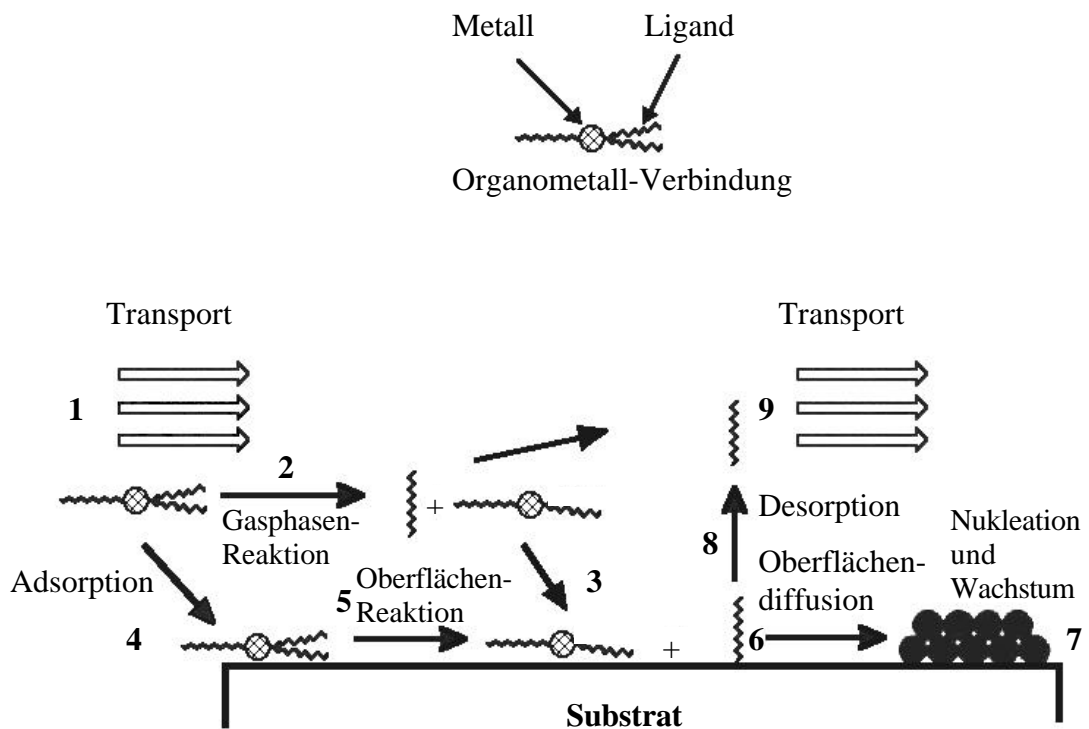 Metall
Ligand
Organometall-Verbindung
Transport
Transport
1
9
2
Gasphasen-
Reaktion
+
Desorption
8
Nukleation
und
Wachstum
Adsorption
5
Oberflächen-
Reaktion
3
Oberflächen-
diffusion
4
+
6
7
Substrat